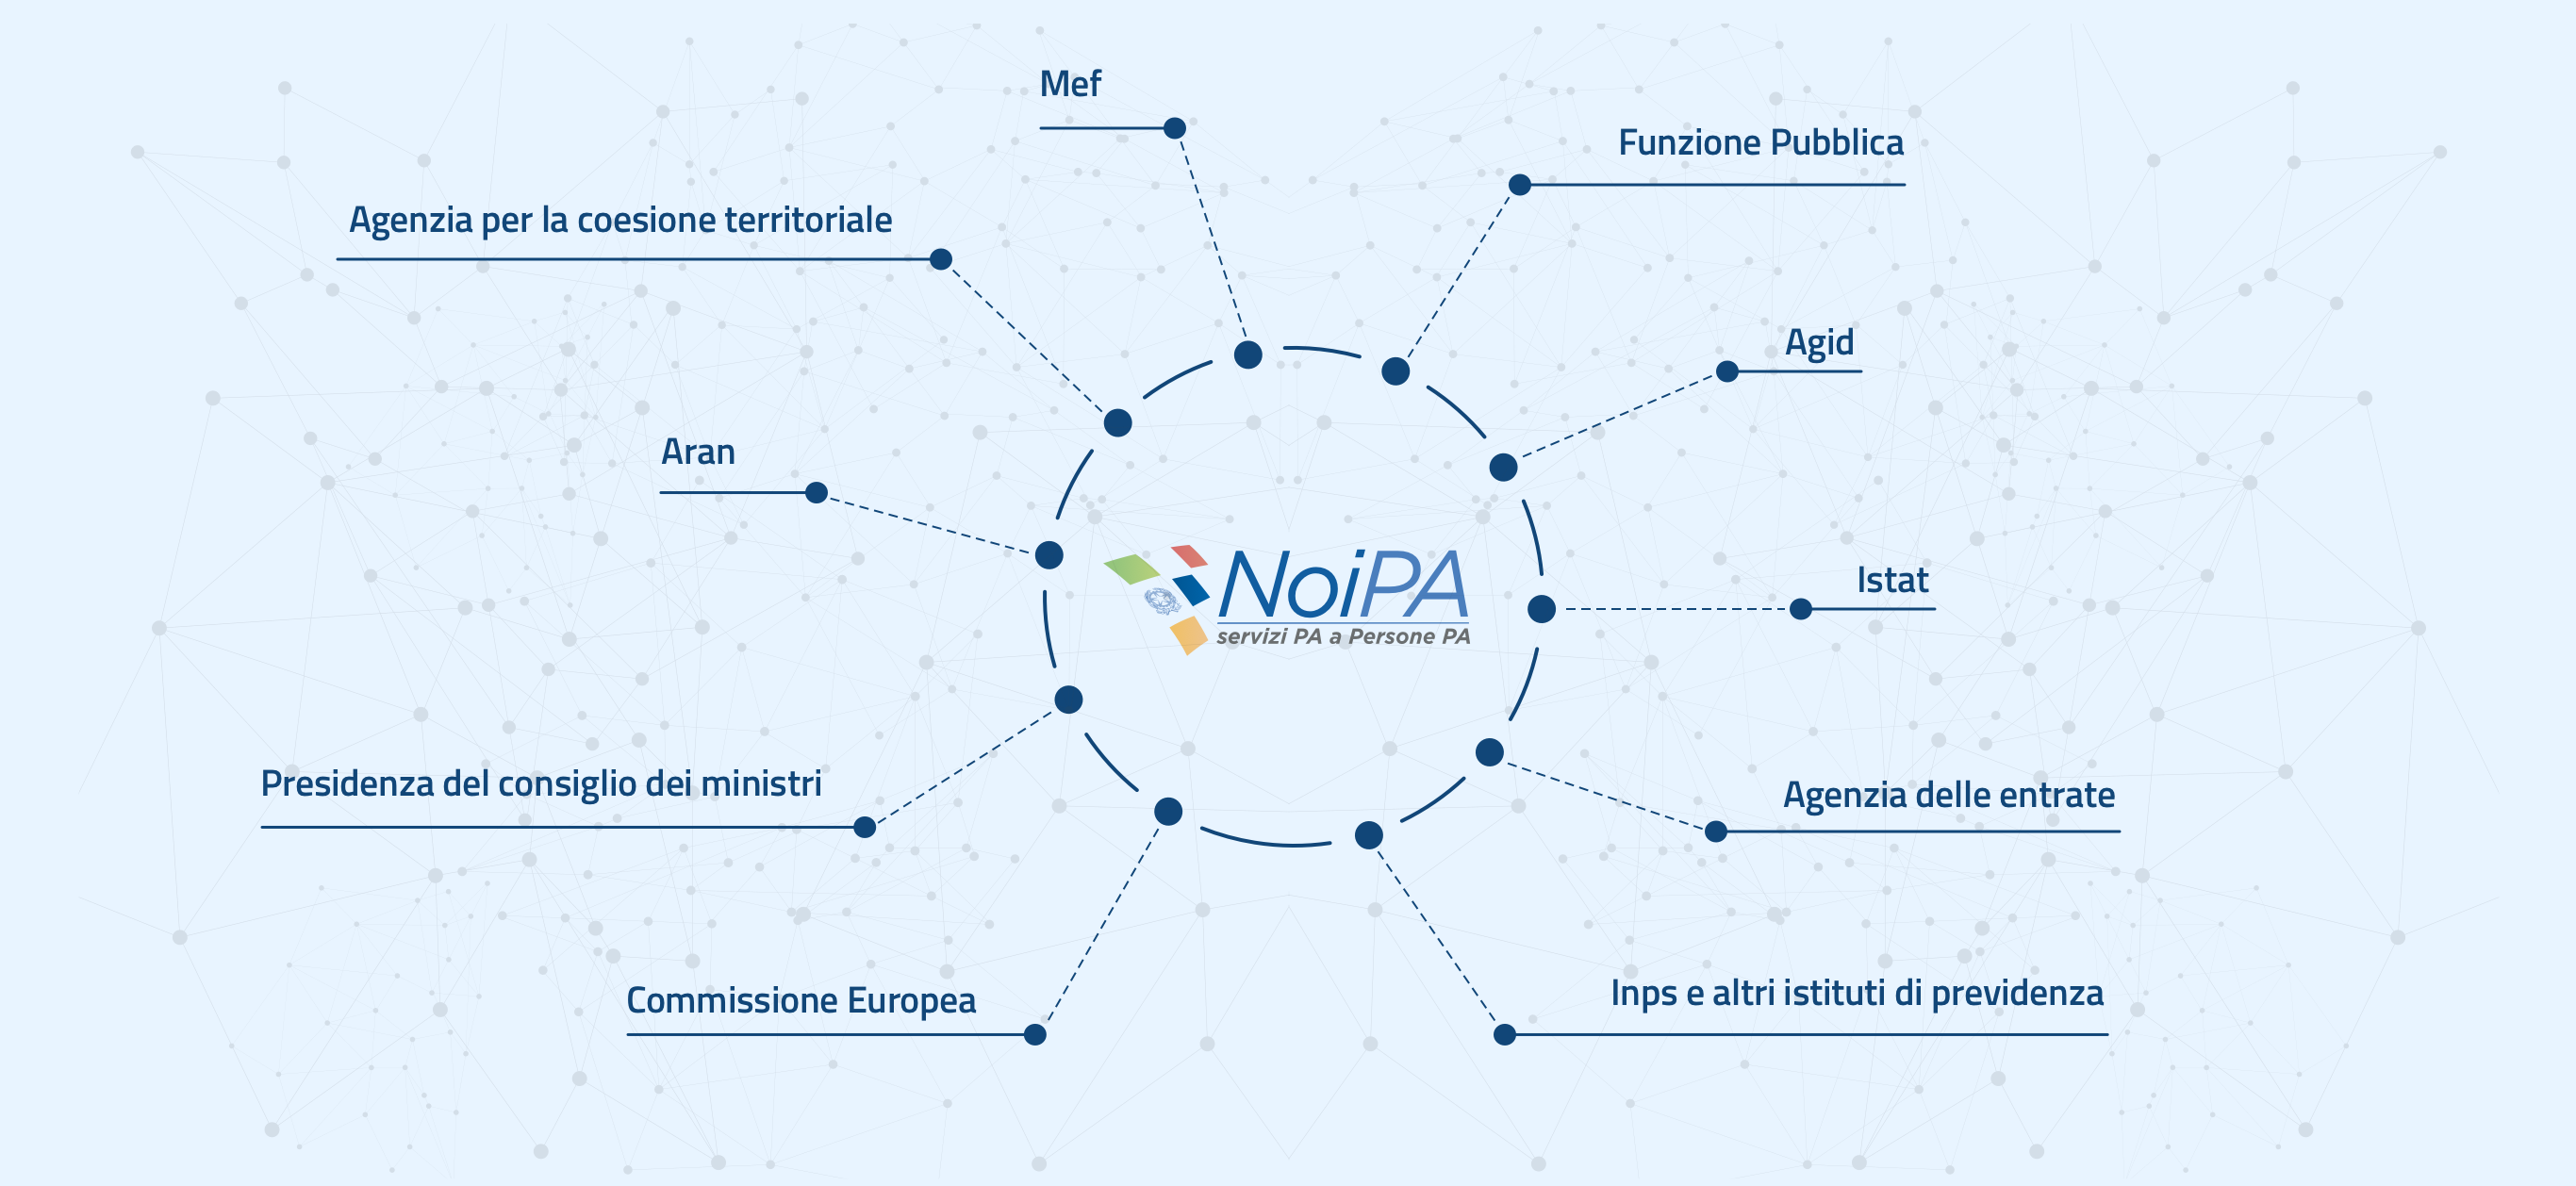 Mef
Funzione Pubblica
Agenzia per la coesione territoriale
Agid
Aran
NoiPA
servizi PA a Persone PA
Istat
Presidenza del consiglio dei ministri
Agenzia delle entrate
Commissione Europea
Inps e altri istituti di previdenza